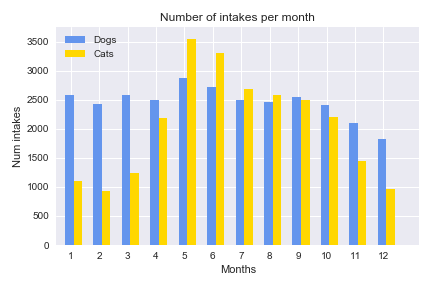 Number of intakes per month
Dogs
Cats
3500
3000
2500
2000
1500
1000
500
0
Num intakes
1 2 3 4 5 6 7 8 9 10 11 12
Months